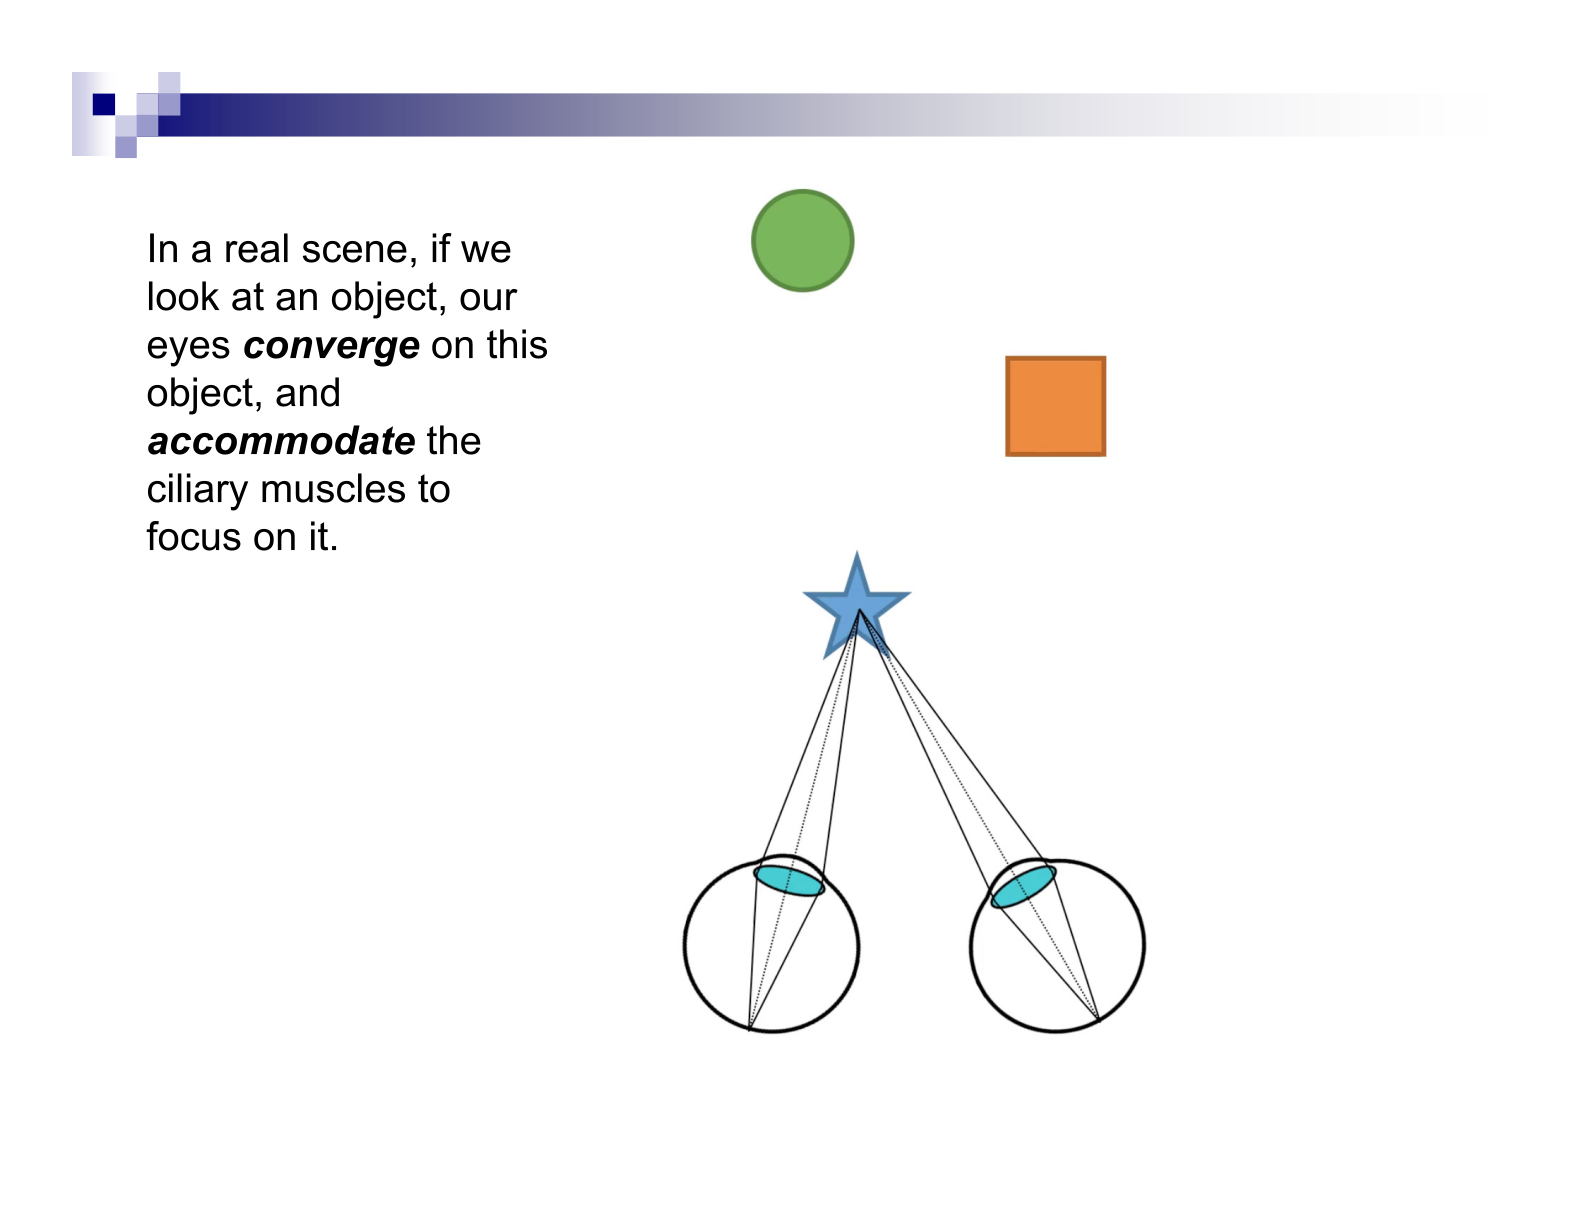 In a real scene, if we
look at an object, our
eyes converge on this
object, and
accommodate the
ciliary muscles to
focus on it.